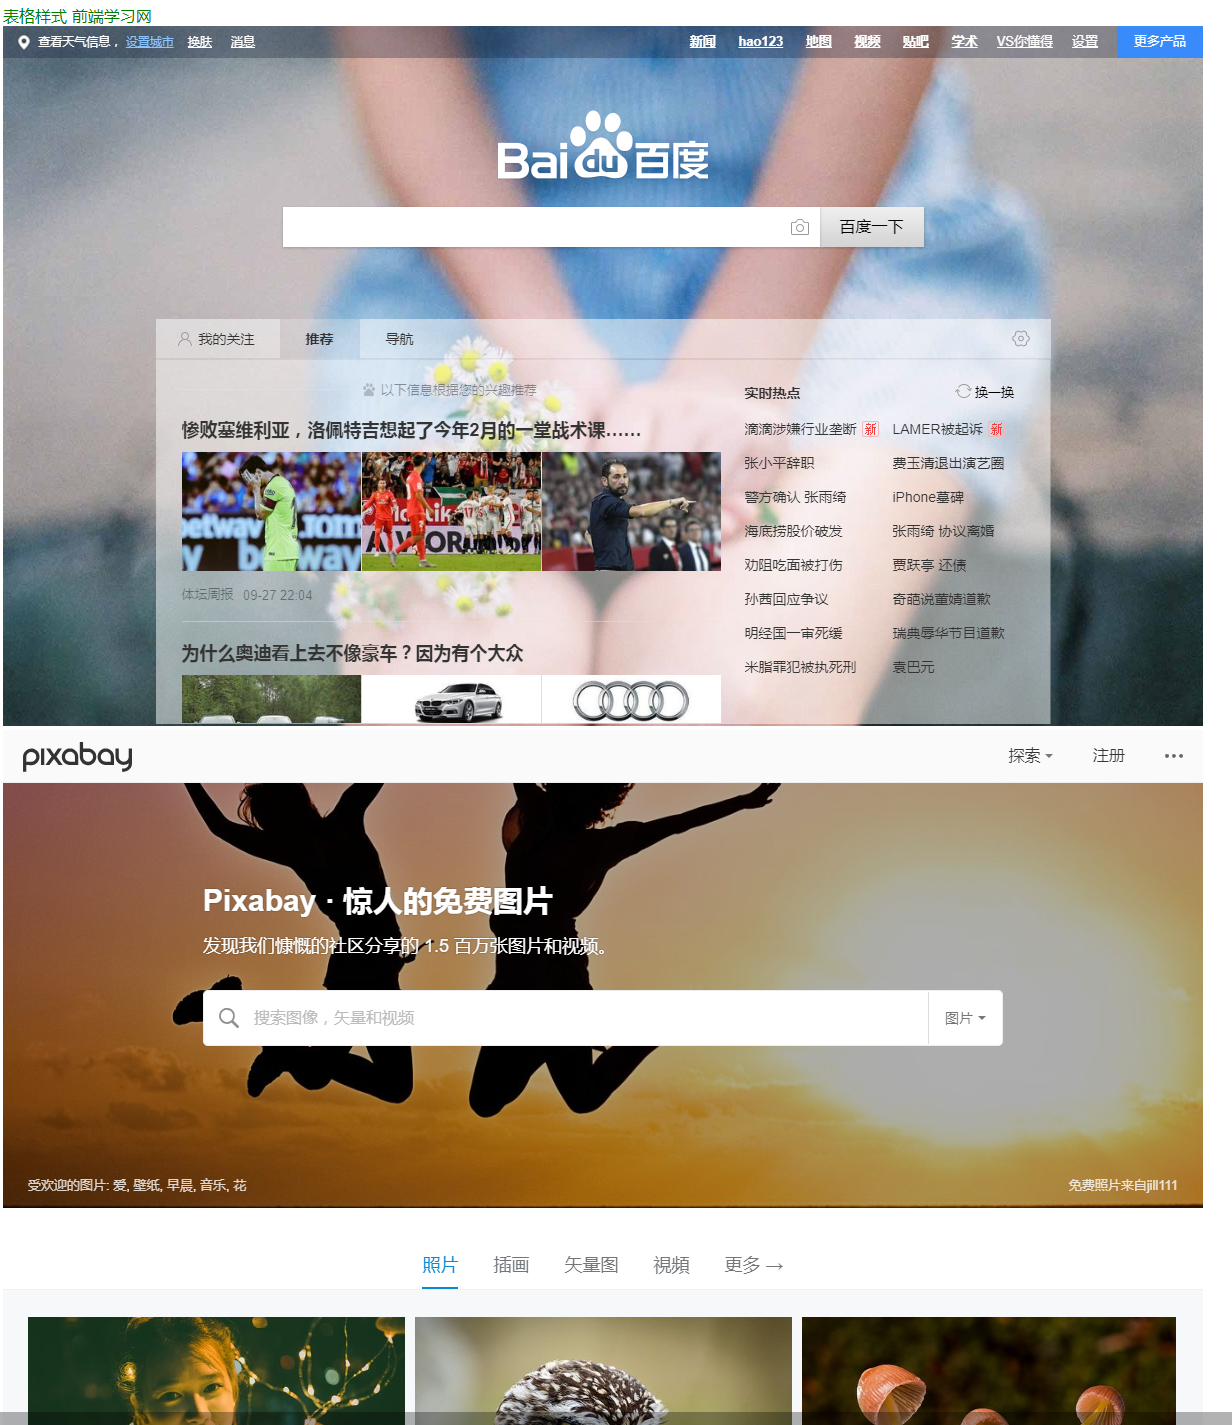 表格样式 前端学习网
查看天气信息， 设置城市 换肤 消息 新闻 hao123 地图 视频 贴吧 学术 VS你懂得 设置 更多产品
Bai du 百度
百度一下
我的关注 推荐 导航
以下信息根据您的兴趣推荐
惨败塞维利亚，洛佩特吉想起了今年2月的一堂战术课……
体坛周报 09-27 22:04
为什么奥迪看上去不像豪车？因为有个大众
实时热点 换一换
滴滴涉嫌行业垄断 新 LAMER被起诉 新
张小平辞职 费玉清退出演艺圈
警方确认 张雨绮 iPhone墓碑
海底捞股价破发 张雨绮 协议离婚
劝阻吃面被打伤 贾跃亭 还债
孙茜回应争议 奇葩说董婧道歉
明经国一审死缓 瑞典辱华节目道歉
米脂罪犯被执死刑 袁巴元
pixabay 探索 注册
Pixabay · 惊人的免费图片
发现我们慷慨的社区分享的 1.5 百万张图片和视频。
搜索图像，矢量和视频 图片
受欢迎的图片: 爱, 壁纸, 早晨, 音乐, 花 免费照片来自jill111
照片 插画 矢量图 視頻 更多 →